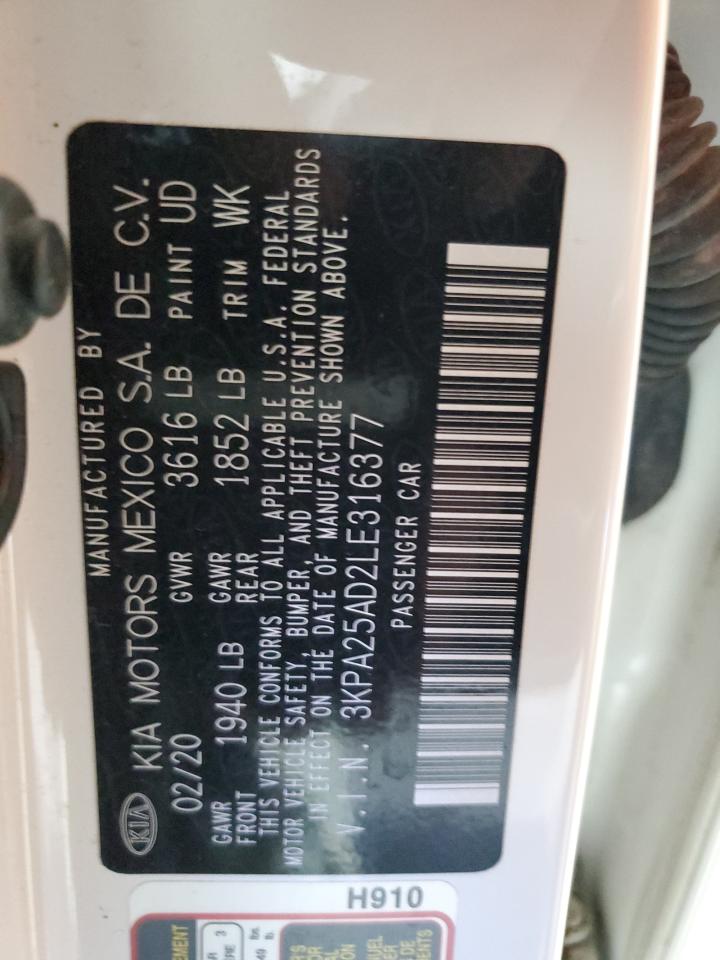 MANUFACTURED BY
KIA KIA MOTORS MEXICO S.A. DE C.V.
02/20 GVWR 3616 LB PAINT UD
GAWR FRONT 1940 LB GAWR REAR 1852 LB TRIM WK
THIS VEHICLE CONFORMS TO ALL APPLICABLE U.S.A. FEDERAL
MOTOR VEHICLE SAFETY, BUMPER, AND THEFT PREVENTION STANDARDS
IN EFFECT ON THE DATE OF MANUFACTURE SHOWN ABOVE.
V.I.N. 3KPA25AD2LE316377
PASSENGER CAR
H910